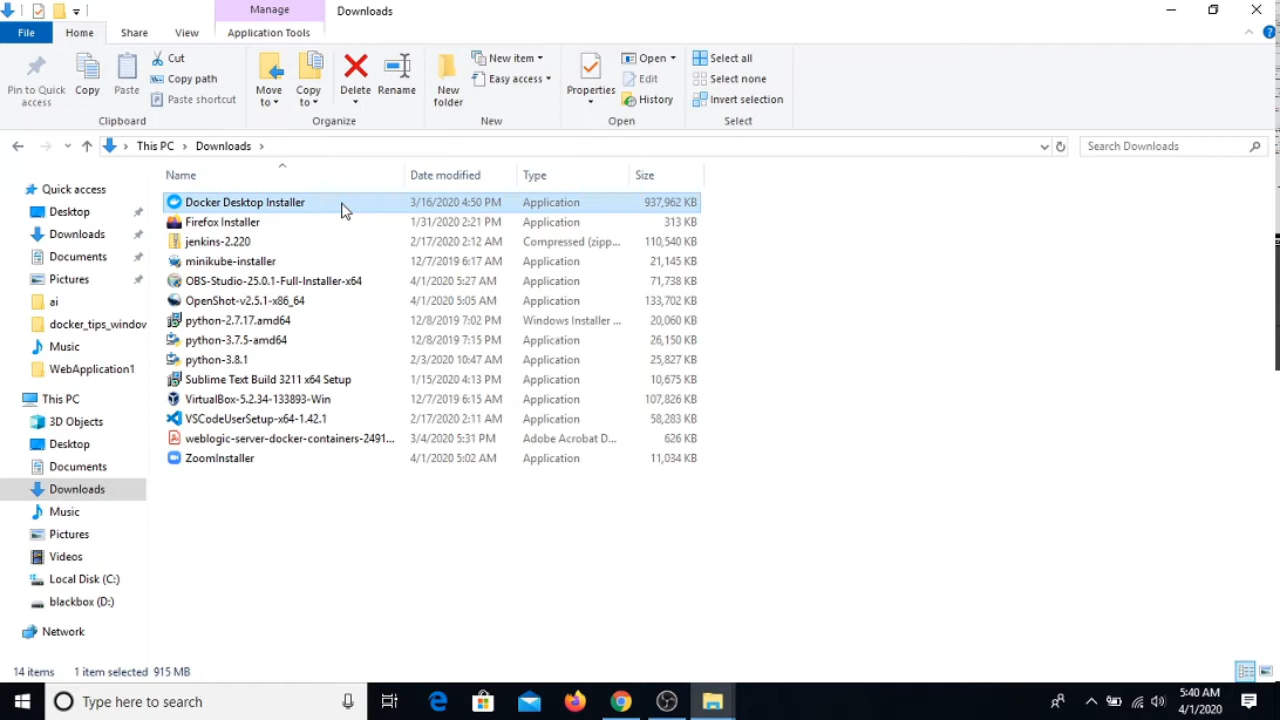 Manage Downloads
File Home Share View Application Tools
Pin to Quick access
Copy
Paste
Cut
Copy path
Paste shortcut
Clipboard
Move to
Copy to
Delete
Rename
Organize
New folder
New item
Easy access
New
Properties
Open
Edit
History
Open
Select all
Select none
Invert selection
Select
This PC Downloads
Search Downloads
Name Date modified Type Size
Docker Desktop Installer 3/16/2020 4:50 PM Application 937,962 KB
Firefox Installer 1/31/2020 2:21 PM Application 313 KB
jenkins-2.220 2/17/2020 2:12 AM Compressed (zipp... 110,540 KB
minikube-installer 12/7/2019 6:17 AM Application 21,145 KB
OBS-Studio-25.0.1-Full-Installer-x64 4/1/2020 5:27 AM Application 71,738 KB
OpenShot-v2.5.1-x86_64 4/1/2020 5:05 AM Application 133,702 KB
python-2.7.17.amd64 12/8/2019 7:02 PM Windows Installer ... 20,060 KB
python-3.7.5-amd64 12/8/2019 7:15 PM Application 26,150 KB
python-3.8.1 2/3/2020 10:47 AM Application 25,827 KB
Sublime Text Build 3211 x64 Setup 1/15/2020 4:13 PM Application 10,675 KB
VirtualBox-5.2.34-133893-Win 12/7/2019 6:15 AM Application 107,826 KB
VSCodeUserSetup-x64-1.42.1 2/17/2020 2:11 AM Application 58,283 KB
weblogic-server-docker-containers-2491... 3/4/2020 5:31 PM Adobe Acrobat D... 626 KB
ZoomInstaller 4/1/2020 5:02 AM Application 11,034 KB
Quick access
Desktop
Downloads
Documents
Pictures
ai
docker_tips_window
Music
WebApplication1
This PC
3D Objects
Desktop
Documents
Downloads
Music
Pictures
Videos
Local Disk (C:)
blackbox (D:)
Network
14 items 1 item selected 915 MB
Type here to search
5:40 AM
4/1/2020